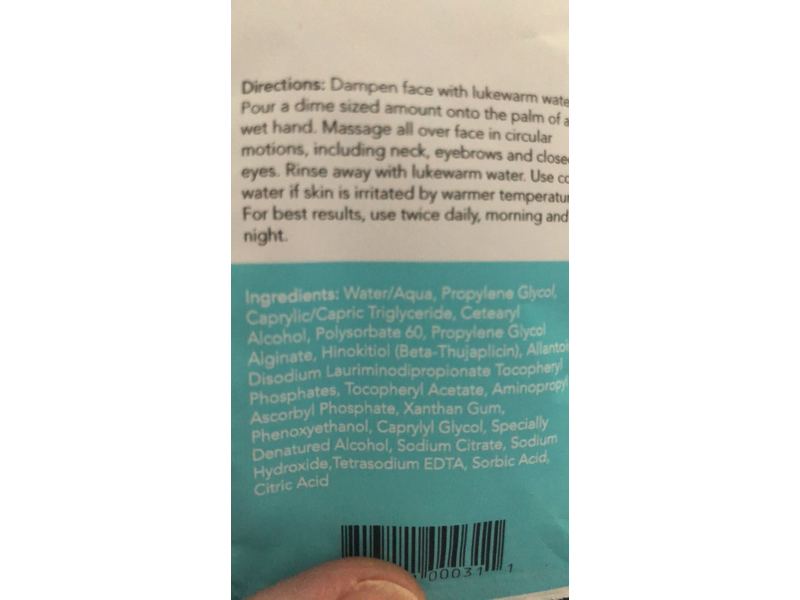 Directions: Dampen face with lukewarm wate
Pour a dime sized amount onto the palm of a
wet hand. Massage all over face in circular
motions, including neck, eyebrows and close
eyes. Rinse away with lukewarm water. Use co
water if skin is irritated by warmer temperatur
For best results, use twice daily, morning and
night.
Ingredients: Water/Aqua, Propylene Glycol,
Caprylic/Capric Triglyceride, Cetearyl
Alcohol, Polysorbate 60, Propylene Glycol
Alginate, Hinokitiol (Beta-Thujaplicin), Allantoi
Disodium Lauriminodipropionate Tocopheryl
Phosphates, Tocopheryl Acetate, Aminopropyl
Ascorbyl Phosphate, Xanthan Gum,
Phenoxyethanol, Caprylyl Glycol, Specially
Denatured Alcohol, Sodium Citrate, Sodium
Hydroxide,Tetrasodium EDTA, Sorbic Acid,
Citric Acid
00031 1